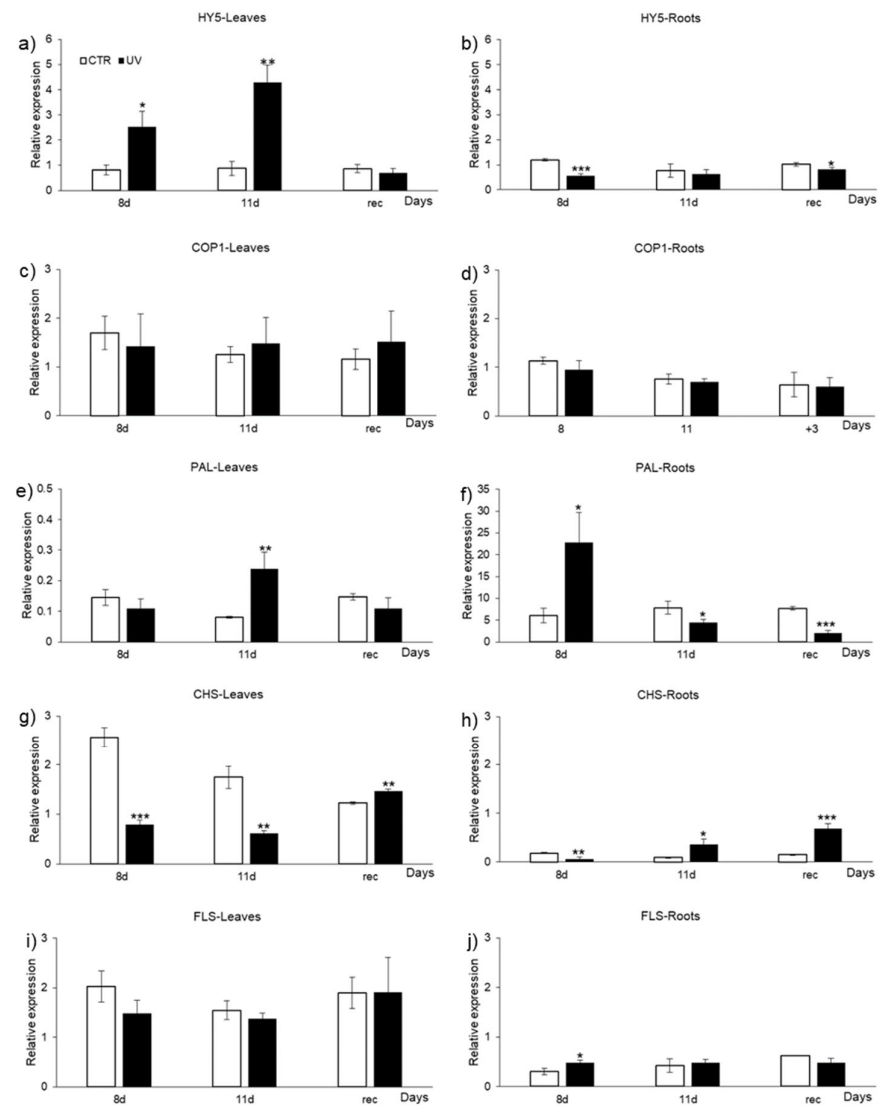 HY5-Leaves
a)
CTR UV
Relative expression
6
5
4
3
2
1
0
*
**
8d 11d rec Days
HY5-Roots
b)
Relative expression
6
5
4
3
2
1
0
***
*
8d 11d rec Days
COP1-Leaves
c)
Relative expression
3
2
1
0
8d 11d rec Days
COP1-Roots
d)
Relative expression
3
2
1
0
8 11 +3 Days
PAL-Leaves
e)
Relative expression
0.5
0.4
0.3
0.2
0.1
0
**
8d 11d rec Days
PAL-Roots
f)
Relative expression
35
30
25
20
15
10
5
0
*
*
***
8d 11d rec Days
CHS-Leaves
g)
Relative expression
3
2
1
0
***
**
**
8d 11d rec Days
CHS-Roots
h)
Relative expression
3
2
1
0
**
*
***
8d 11d rec Days
FLS-Leaves
i)
Relative expression
3
2
1
0
8d 11d rec Days
FLS-Roots
j)
Relative expression
3
2
1
0
*
8d 11d rec Days